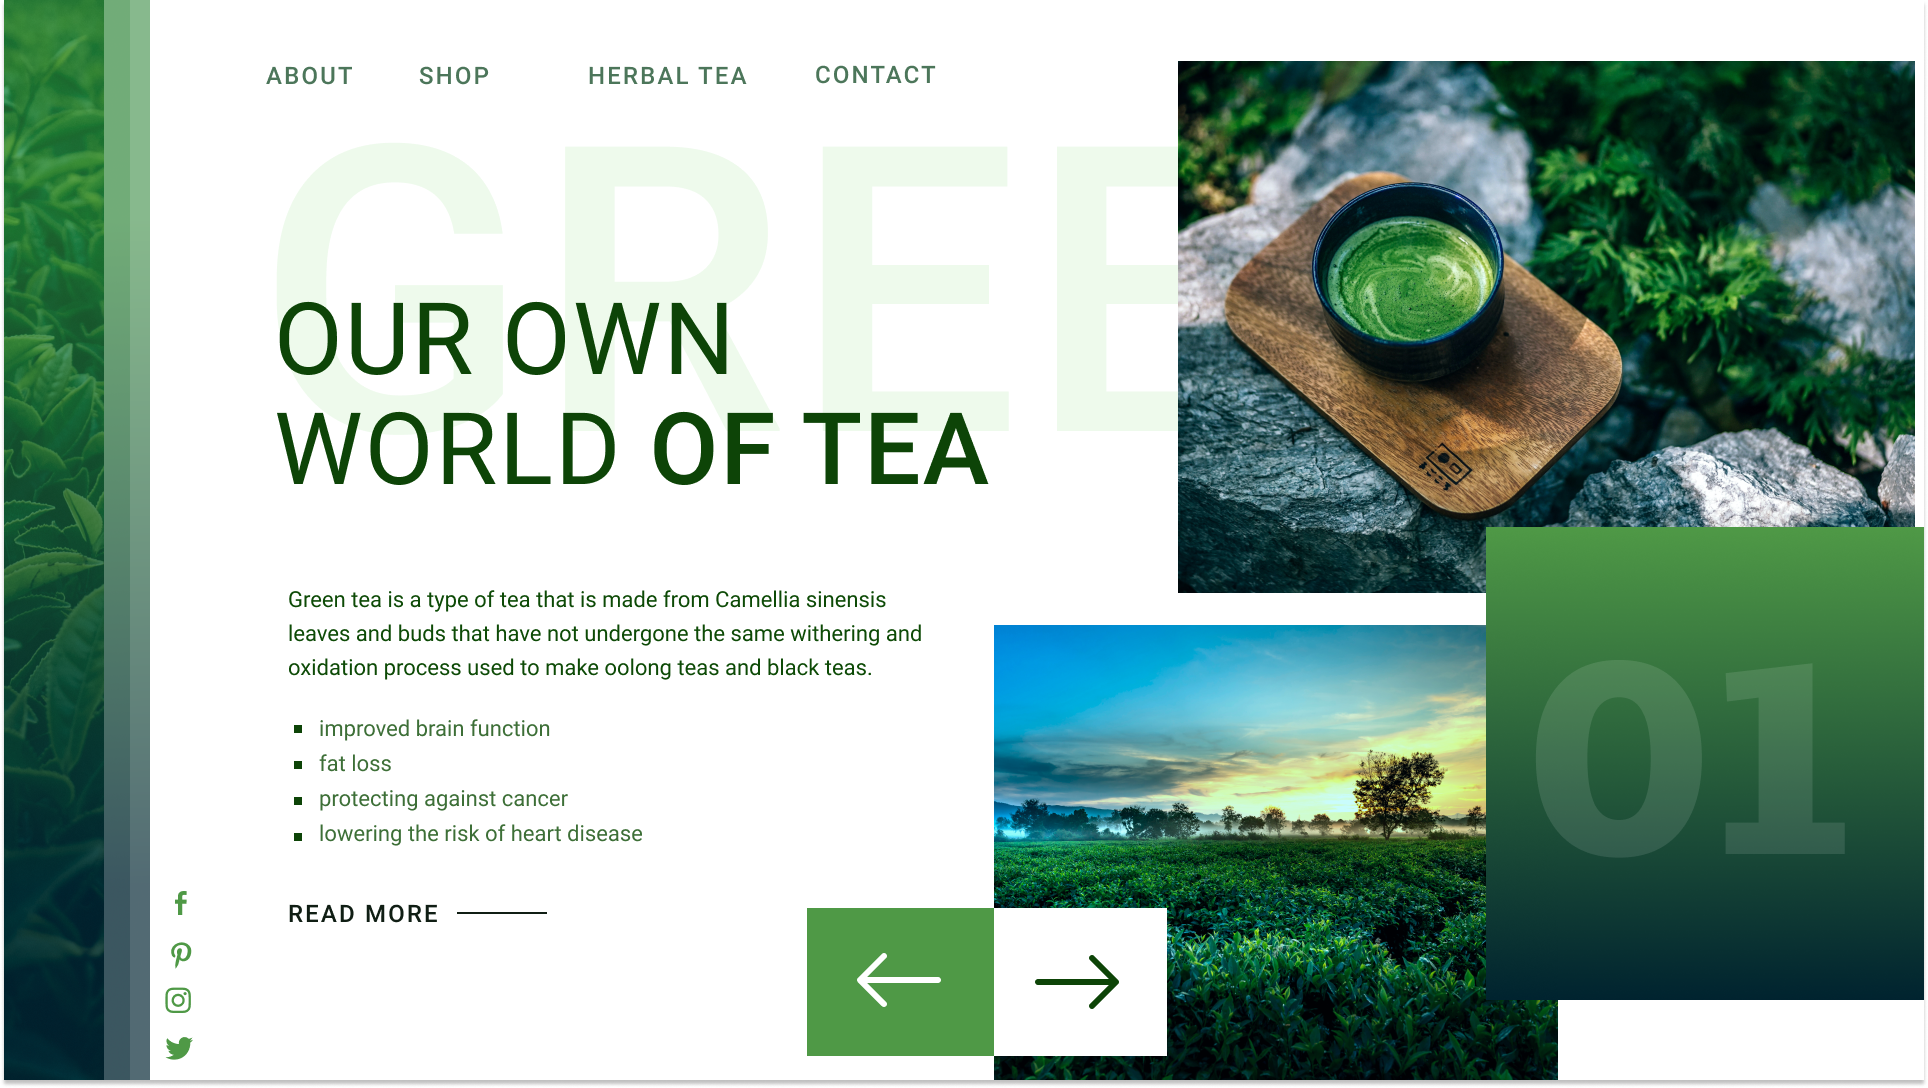 ABOUT SHOP HERBAL TEA CONTACT
GREE
OUR OWN
WORLD OF TEA
Green tea is a type of tea that is made from Camellia sinensis
leaves and buds that have not undergone the same withering and
oxidation process used to make oolong teas and black teas.
improved brain function
fat loss
protecting against cancer
lowering the risk of heart disease
READ MORE
01